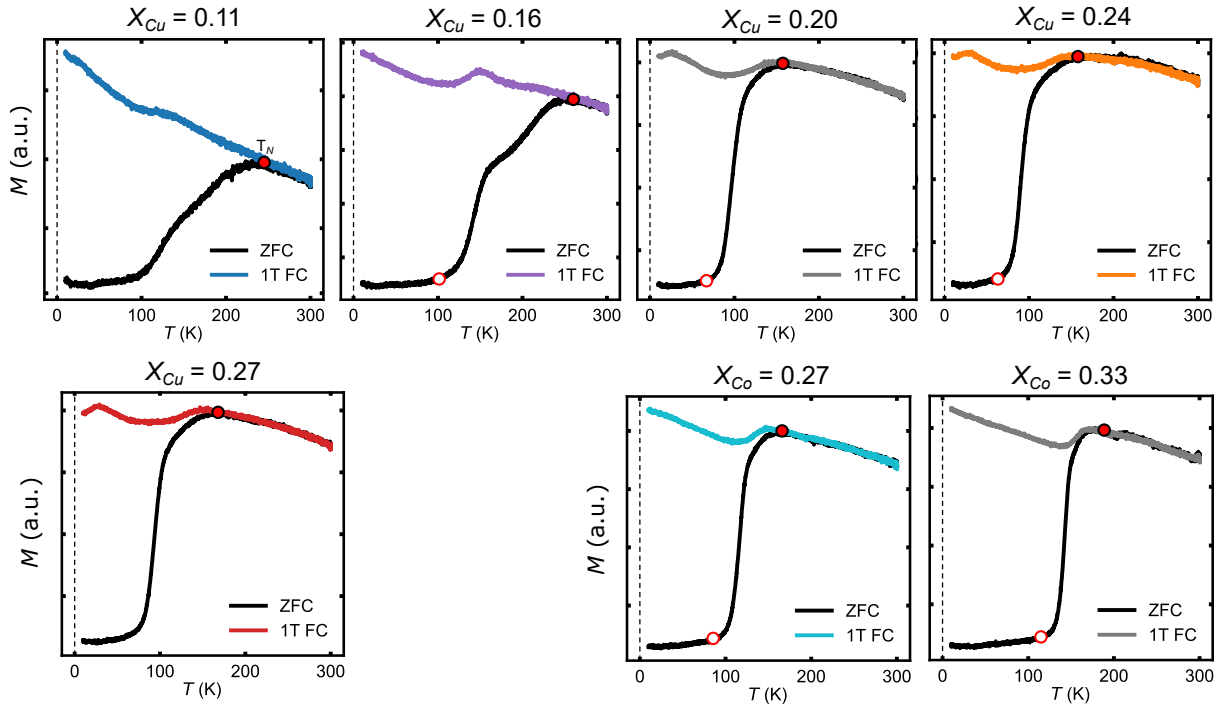 X_Cu = 0.11
X_Cu = 0.16
X_Cu = 0.20
X_Cu = 0.24
M (a.u.)
T_N
ZFC
1T FC
ZFC
1T FC
ZFC
1T FC
ZFC
1T FC
0 100 200 300
0 100 200 300
0 100 200 300
0 100 200 300
T (K)
T (K)
T (K)
T (K)
X_Cu = 0.27
X_Co = 0.27
X_Co = 0.33
M (a.u.)
M (a.u.)
ZFC
1T FC
ZFC
1T FC
ZFC
1T FC
0 100 200 300
0 100 200 300
0 100 200 300
T (K)
T (K)
T (K)